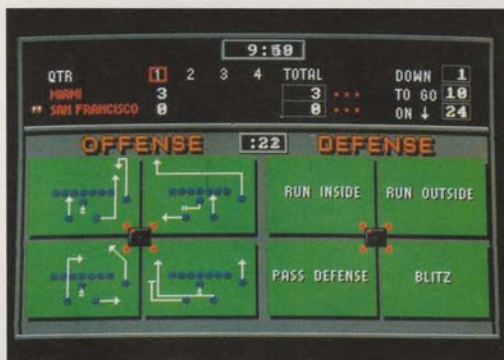 9:50
QTR 1 2 3 4 TOTAL DOWN 1
MIAMI 3 3 TO GO 10
SAN FRANCISCO 0 0 ON ↓ 24
OFFENSE :22 DEFENSE
RUN INSIDE RUN OUTSIDE
PASS DEFENSE BLITZ